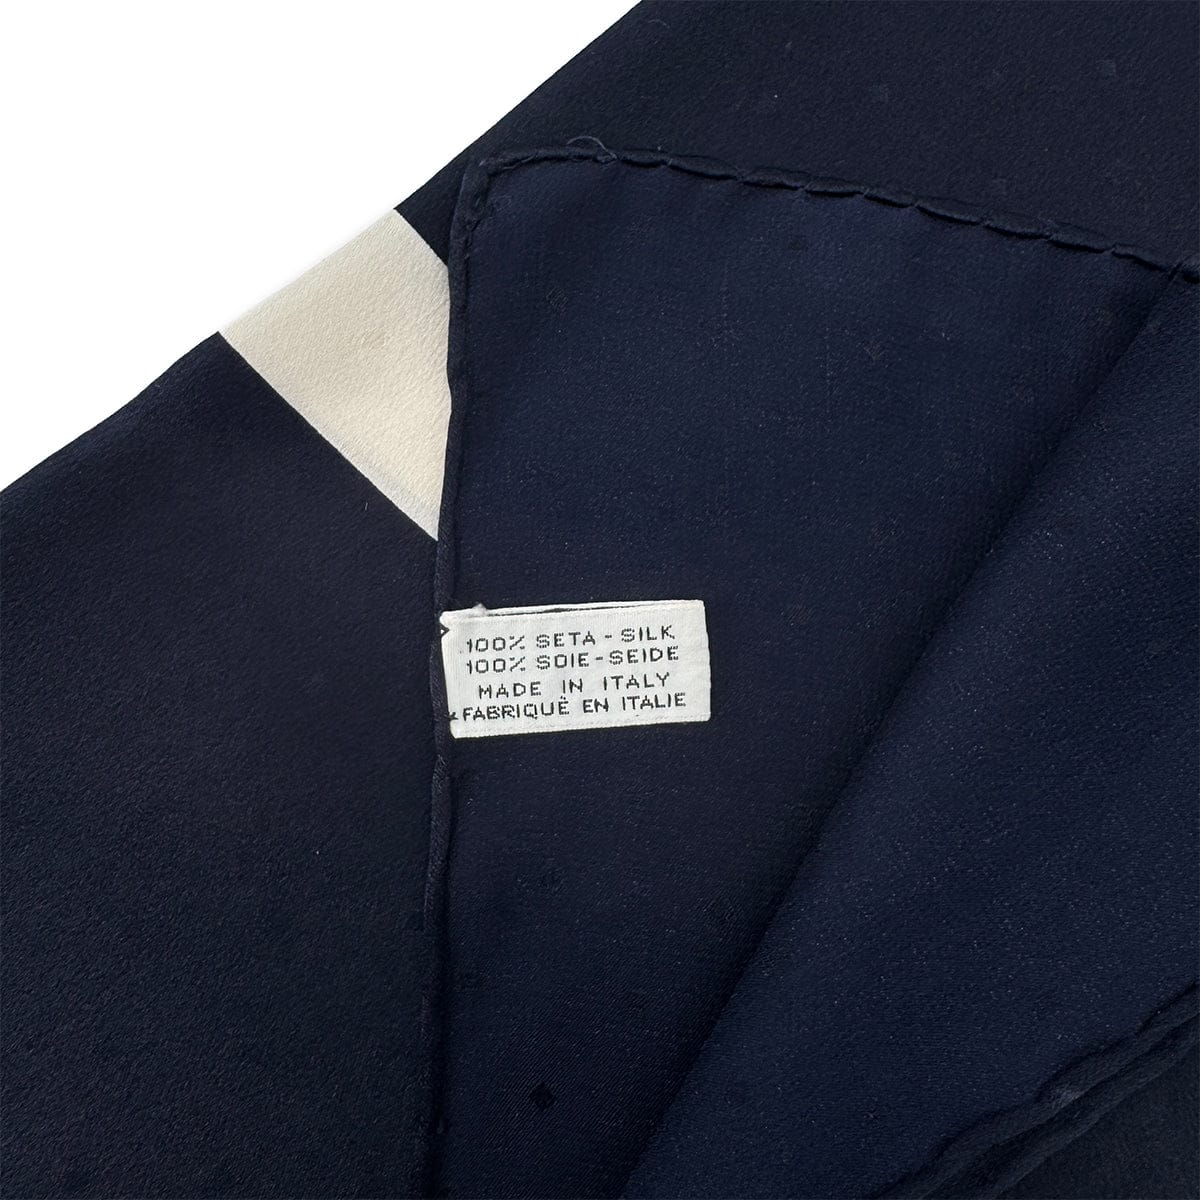 100% SETA - SILK
100% SOIE - SEIDE
MADE IN ITALY
FABRIQUË EN ITALIE